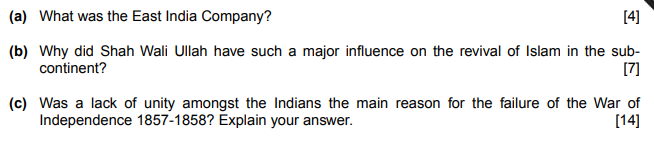 (a) What was the East India Company? [4]
(b) Why did Shah Wali Ullah have such a major influence on the revival of Islam in the sub-
continent? [7]
(c) Was a lack of unity amongst the Indians the main reason for the failure of the War of
Independence 1857-1858? Explain your answer. [14]